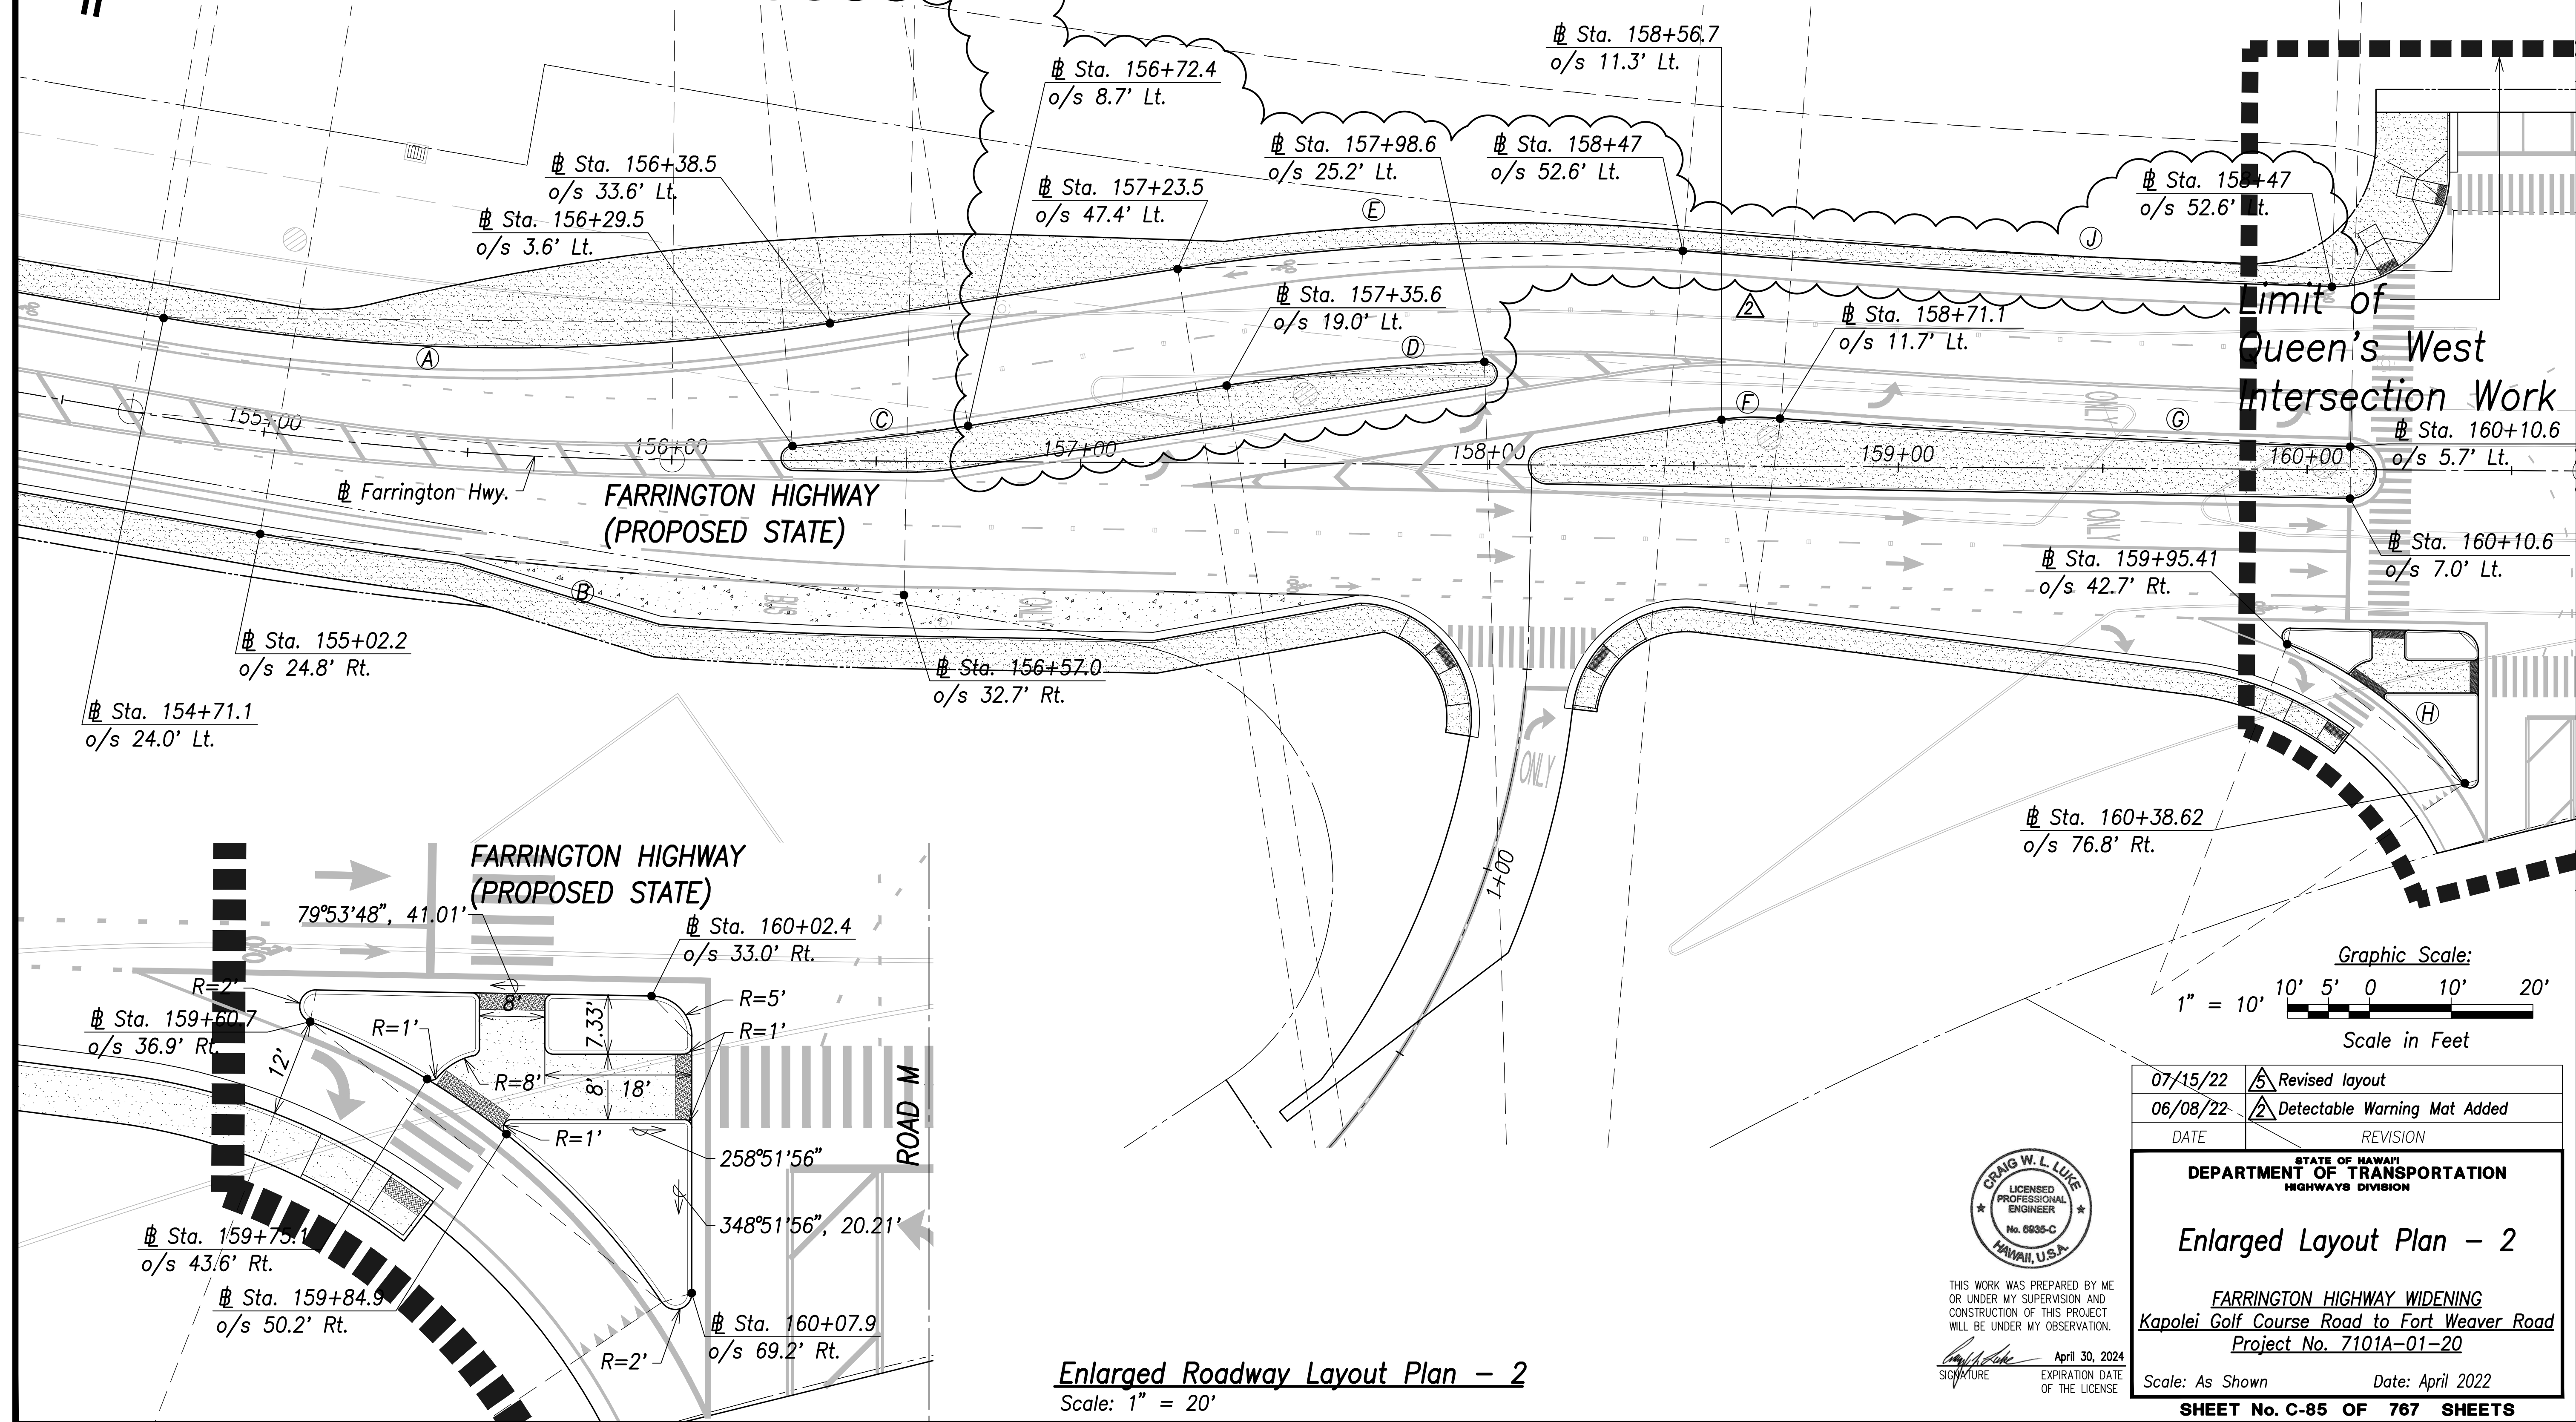 ℄ Sta. 158+56.7
o/s 11.3' Lt.
℄ Sta. 156+72.4
o/s 8.7' Lt.
℄ Sta. 156+38.5
o/s 33.6' Lt.
℄ Sta. 157+98.6
o/s 25.2' Lt.
℄ Sta. 158+47
o/s 52.6' Lt.
℄ Sta. 157+23.5
o/s 47.4' Lt.
℄ Sta. 158+47
o/s 52.6' Lt.
℄ Sta. 156+29.5
o/s 3.6' Lt.
E
J
℄ Sta. 157+35.6
o/s 19.0' Lt.
2
℄ Sta. 158+71.1
o/s 11.7' Lt.
Limit of
Queen's West
Intersection Work
A
D
C
F
G
ONLY
155+00
156+00
157+00
158+00
159+00
160+00
℄ Sta. 160+10.6
o/s 5.7' Lt.
℄ Farrington Hwy.
FARRINGTON HIGHWAY
(PROPOSED STATE)
ONLY
℄ Sta. 160+10.6
o/s 7.0' Lt.
℄ Sta. 159+95.41
o/s 42.7' Rt.
B
BUS
ONLY
℄ Sta. 155+02.2
o/s 24.8' Rt.
℄ Sta. 156+57.0
o/s 32.7' Rt.
℄ Sta. 154+71.1
o/s 24.0' Lt.
H
ONLY
℄ Sta. 160+38.62
o/s 76.8' Rt.
1+00
FARRINGTON HIGHWAY
(PROPOSED STATE)
79°53'48", 41.01'
℄ Sta. 160+02.4
o/s 33.0' Rt.
R=2'
8'
R=5'
℄ Sta. 159+60.7
o/s 36.9' Rt.
R=1'
7.33'
R=1'
12'
R=8'
8'
18'
R=1'
ROAD M
258°51'56"
348°51'56", 20.21'
℄ Sta. 159+75.1
o/s 43.6' Rt.
℄ Sta. 159+84.9
o/s 50.2' Rt.
℄ Sta. 160+07.9
o/s 69.2' Rt.
R=2'
Enlarged Roadway Layout Plan - 2
Scale: 1" = 20'
Graphic Scale:
10' 5' 0 10' 20'
1" = 10'
Scale in Feet
07/15/22 5 Revised layout
06/08/22 2 Detectable Warning Mat Added
DATE REVISION
CRAIG W. L. LUKE
LICENSED
PROFESSIONAL
ENGINEER
No. 6935-C
HAWAII, U.S.A.
THIS WORK WAS PREPARED BY ME
OR UNDER MY SUPERVISION AND
CONSTRUCTION OF THIS PROJECT
WILL BE UNDER MY OBSERVATION.
April 30, 2024
SIGNATURE EXPIRATION DATE
OF THE LICENSE
STATE OF HAWAI'I
DEPARTMENT OF TRANSPORTATION
HIGHWAYS DIVISION
Enlarged Layout Plan - 2
FARRINGTON HIGHWAY WIDENING
Kapolei Golf Course Road to Fort Weaver Road
Project No. 7101A-01-20
Scale: As Shown Date: April 2022
SHEET No. C-85 OF 767 SHEETS